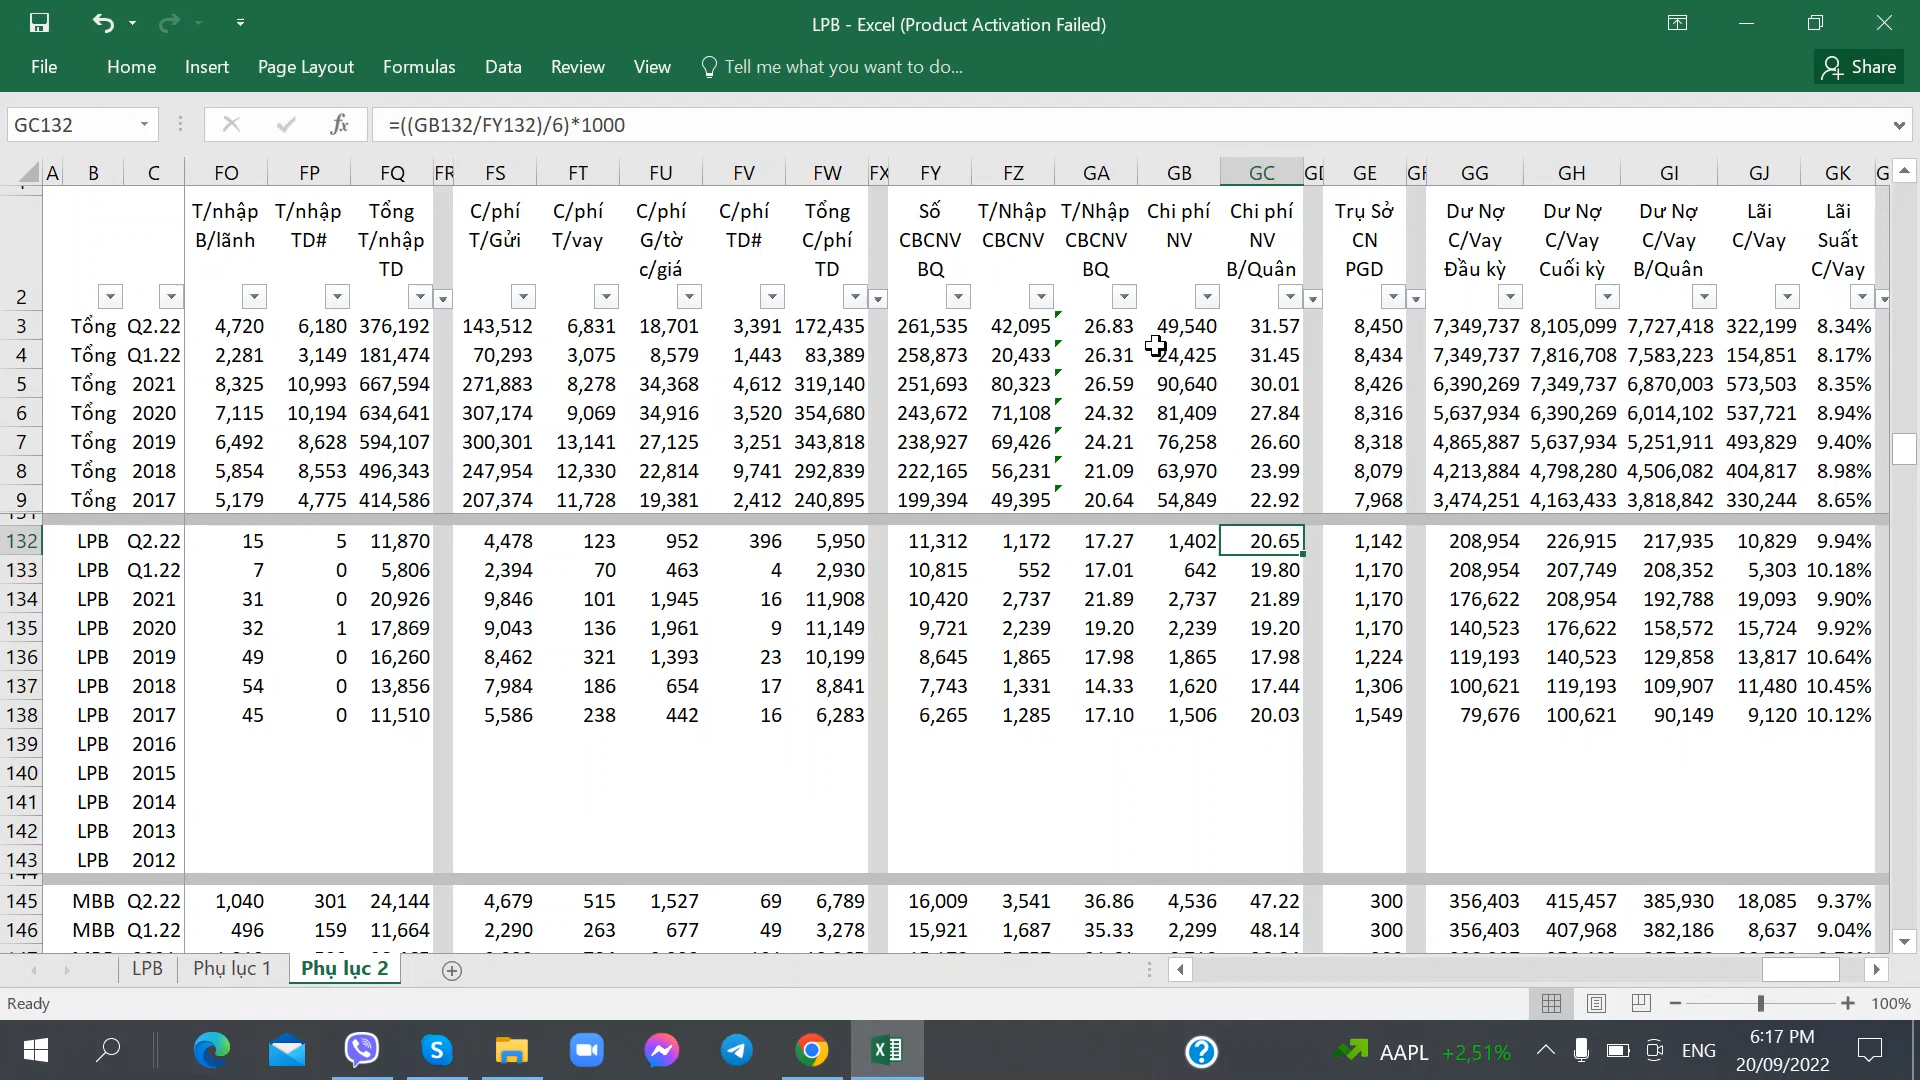 LPB - Excel (Product Activation Failed)
File Home Insert Page Layout Formulas Data Review View Tell me what you want to do... Share
GC132 fx =((GB132/FY132)/6)*1000
A B C FO FP FQ FR FS FT FU FV FW FX FY FZ GA GB GC GE GG GH GI GJ GK
T/nhập T/nhập Tổng C/phí C/phí C/phí C/phí Tổng Số T/Nhập T/Nhập Chi phí Chi phí Trụ Sở Dư Nợ Dư Nợ Dư Nợ Lãi Lãi
B/lãnh TD# T/nhập T/Gửi T/vay G/tờ TD# C/phí CBCNV CBCNV CBCNV NV NV CN C/Vay C/Vay C/Vay C/Vay Suất
TD c/giá TD BQ BQ B/Quân PGD Đầu kỳ Cuối kỳ B/Quân C/Vay
2
3 Tổng Q2.22 4,720 6,180 376,192 143,512 6,831 18,701 3,391 172,435 261,535 42,095 26.83 49,540 31.57 8,450 7,349,737 8,105,099 7,727,418 322,199 8.34%
4 Tổng Q1.22 2,281 3,149 181,474 70,293 3,075 8,579 1,443 83,389 258,873 20,433 26.31 24,425 31.45 8,434 7,349,737 7,816,708 7,583,223 154,851 8.17%
5 Tổng 2021 8,325 10,993 667,594 271,883 8,278 34,368 4,612 319,140 251,693 80,323 26.59 90,640 30.01 8,426 6,390,269 7,349,737 6,870,003 573,503 8.35%
6 Tổng 2020 7,115 10,194 634,641 307,174 9,069 34,916 3,520 354,680 243,672 71,108 24.32 81,409 27.84 8,316 5,637,934 6,390,269 6,014,102 537,721 8.94%
7 Tổng 2019 6,492 8,628 594,107 300,301 13,141 27,125 3,251 343,818 238,927 69,426 24.21 76,258 26.60 8,318 4,865,887 5,637,934 5,251,911 493,829 9.40%
8 Tổng 2018 5,854 8,553 496,343 247,954 12,330 22,814 9,741 292,839 222,165 56,231 21.09 63,970 23.99 8,079 4,213,884 4,798,280 4,506,082 404,817 8.98%
9 Tổng 2017 5,179 4,775 414,586 207,374 11,728 19,381 2,412 240,895 199,394 49,395 20.64 54,849 22.92 7,968 3,474,251 4,163,433 3,818,842 330,244 8.65%
132 LPB Q2.22 15 5 11,870 4,478 123 952 396 5,950 11,312 1,172 17.27 1,402 20.65 1,142 208,954 226,915 217,935 10,829 9.94%
133 LPB Q1.22 7 0 5,806 2,394 70 463 4 2,930 10,815 552 17.01 642 19.80 1,170 208,954 207,749 208,352 5,303 10.18%
134 LPB 2021 31 0 20,926 9,846 101 1,945 16 11,908 10,420 2,737 21.89 2,737 21.89 1,170 176,622 208,954 192,788 19,093 9.90%
135 LPB 2020 32 1 17,869 9,043 136 1,961 9 11,149 9,721 2,239 19.20 2,239 19.20 1,170 140,523 176,622 158,572 15,724 9.92%
136 LPB 2019 49 0 16,260 8,462 321 1,393 23 10,199 8,645 1,865 17.98 1,865 17.98 1,224 119,193 140,523 129,858 13,817 10.64%
137 LPB 2018 54 0 13,856 7,984 186 654 17 8,841 7,743 1,331 14.33 1,620 17.44 1,306 100,621 119,193 109,907 11,480 10.45%
138 LPB 2017 45 0 11,510 5,586 238 442 16 6,283 6,265 1,285 17.10 1,506 20.03 1,549 79,676 100,621 90,149 9,120 10.12%
139 LPB 2016
140 LPB 2015
141 LPB 2014
142 LPB 2013
143 LPB 2012
145 MBB Q2.22 1,040 301 24,144 4,679 515 1,527 69 6,789 16,009 3,541 36.86 4,536 47.22 300 356,403 415,457 385,930 18,085 9.37%
146 MBB Q1.22 496 159 11,664 2,290 263 677 49 3,278 15,921 1,687 35.33 2,299 48.14 300 356,403 407,968 382,186 8,637 9.04%
LPB Phụ lục 1 Phụ lục 2
Ready 100%
AAPL +2,51% ENG 6:17 PM
20/09/2022